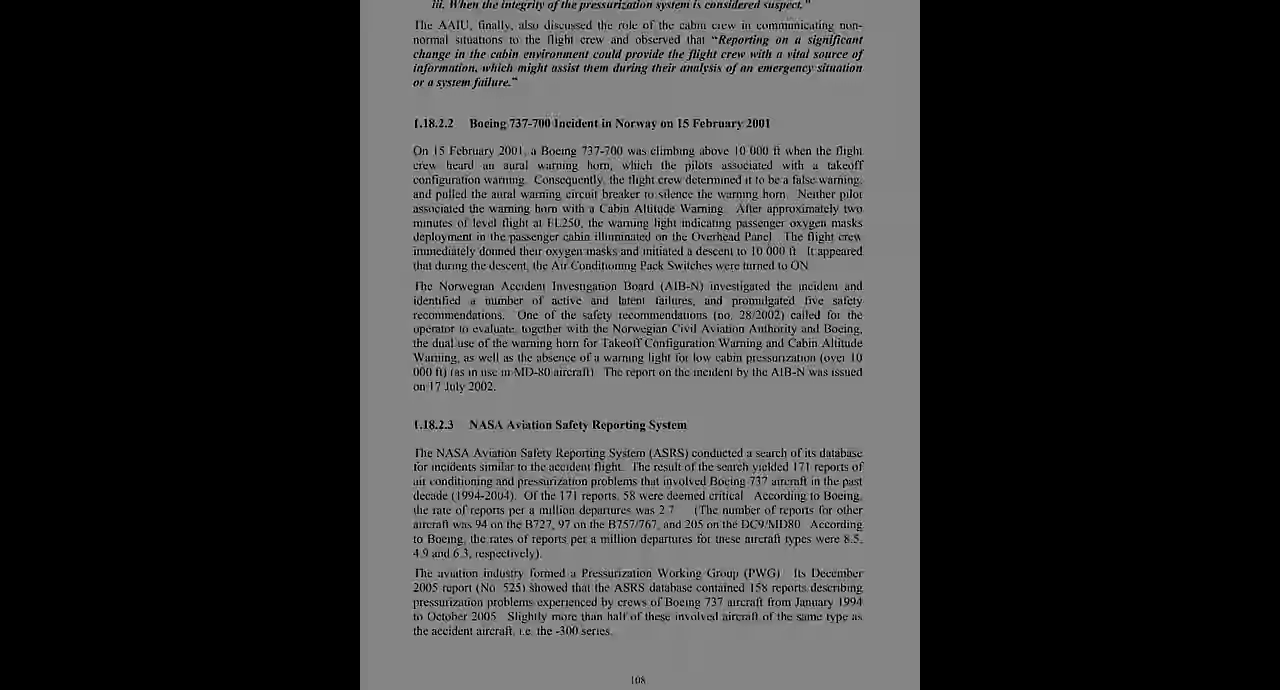 iii. When the integrity of the pressurization system is considered suspect."
The AAIU, finally, also discussed the role of the cabin crew in communicating non-
normal situations to the flight crew and observed that "Reporting on a significant
change in the cabin environment could provide the flight crew with a vital source of
information, which might assist them during their analysis of an emergency situation
or a system failure."
1.18.2.2 Boeing 737-700 Incident in Norway on 15 February 2001
On 15 February 2001, a Boeing 737-700 was climbing above 10 000 ft when the flight
crew heard an aural warning horn, which the pilots associated with a takeoff
configuration warning. Consequently, the flight crew determined it to be a false warning,
and pulled the aural warning circuit breaker to silence the warning horn. Neither pilot
associated the warning horn with a Cabin Altitude Warning. After approximately two
minutes of level flight at FL250, the warning light indicating passenger oxygen masks
deployment in the passenger cabin illuminated on the Overhead Panel. The flight crew
immediately donned their oxygen masks and initiated a descent to 10 000 ft. It appeared
that during the descent, the Air Conditioning Pack Switches were turned to ON.
The Norwegian Accident Investigation Board (AIB-N) investigated the incident and
identified a number of active and latent failures, and promulgated five safety
recommendations. One of the safety recommendations (no. 28/2002) called for the
operator to evaluate, together with the Norwegian Civil Aviation Authority and Boeing,
the dual use of the warning horn for Takeoff Configuration Warning and Cabin Altitude
Warning, as well as the absence of a warning light for low cabin pressurization (over 10
000 ft) (as in use in MD-80 aircraft). The report on the incident by the AIB-N was issued
on 17 July 2002.
1.18.2.3 NASA Aviation Safety Reporting System
The NASA Aviation Safety Reporting System (ASRS) conducted a search of its database
for incidents similar to the accident flight. The result of the search yielded 171 reports of
air conditioning and pressurization problems that involved Boeing 737 aircraft in the past
decade (1994-2004). Of the 171 reports, 58 were deemed critical. According to Boeing,
the rate of reports per a million departures was 2.7. (The number of reports for other
aircraft was 94 on the B727, 97 on the B757/767, and 205 on the DC9/MD80. According
to Boeing, the rates of reports per a million departures for these aircraft types were 8.5,
4.9 and 6.3, respectively).
The aviation industry formed a Pressurization Working Group (PWG). Its December
2005 report (No. 525) showed that the ASRS database contained 158 reports describing
pressurization problems experienced by crews of Boeing 737 aircraft from January 1994
to October 2005. Slightly more than half of these involved aircraft of the same type as
the accident aircraft, i.e. the -300 series.
108